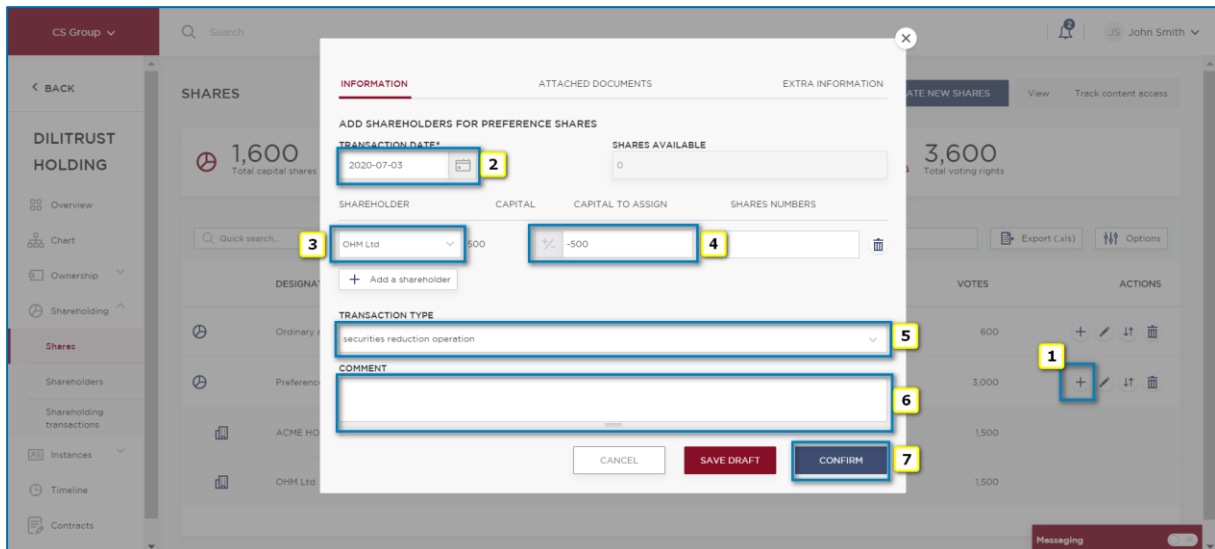 CS Group
Search
2
JS John Smith
BACK
SHARES
ATE NEW SHARES
View
Track content access
DILITRUST
HOLDING
1,600
Total capital shares
3,600
Total voting rights
Overview
Chart
Ownership
Shareholding
Shares
Shareholders
Shareholding
transactions
AS Instances
Timeline
Contracts
Quick search...
Export (.xls)
Options
DESIGNA
VOTES
ACTIONS
Ordinary
600
Preference
3,000
ACME HO
1,500
OHM Ltd
1,500
INFORMATION
ATTACHED DOCUMENTS
EXTRA INFORMATION
ADD SHAREHOLDERS FOR PREFERENCE SHARES
TRANSACTION DATE*
SHARES AVAILABLE
2020-07-03
2
0
SHAREHOLDER
CAPITAL
CAPITAL TO ASSIGN
SHARES NUMBERS
3
OHM Ltd
500
+/- -500
4
+ Add a shareholder
TRANSACTION TYPE
securities reduction operation
5
1
COMMENT
6
CANCEL
SAVE DRAFT
CONFIRM
7
Messaging